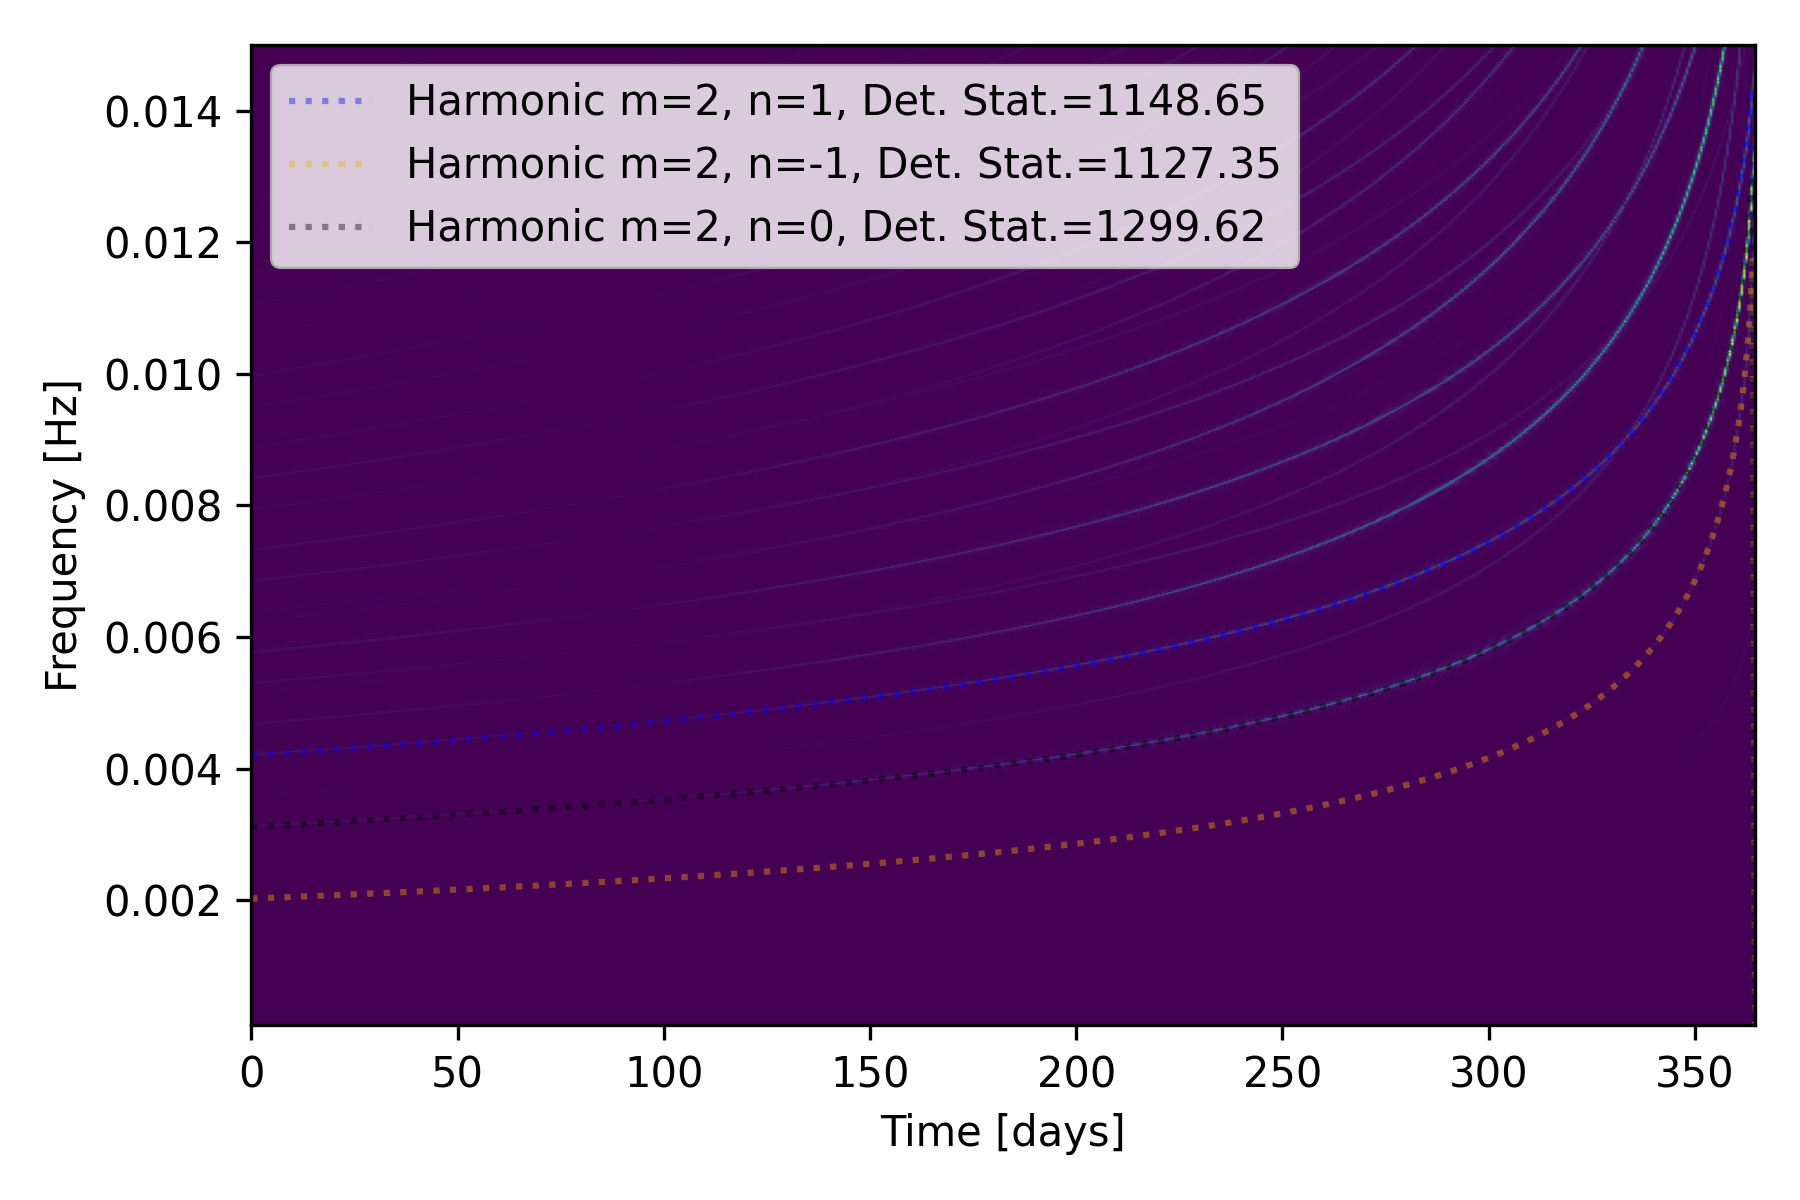 Harmonic m=2, n=1, Det. Stat.=1148.65
Harmonic m=2, n=-1, Det. Stat.=1127.35
Harmonic m=2, n=0, Det. Stat.=1299.62
0.014
0.012
0.010
0.008
0.006
0.004
0.002
Frequency [Hz]
0 50 100 150 200 250 300 350
Time [days]